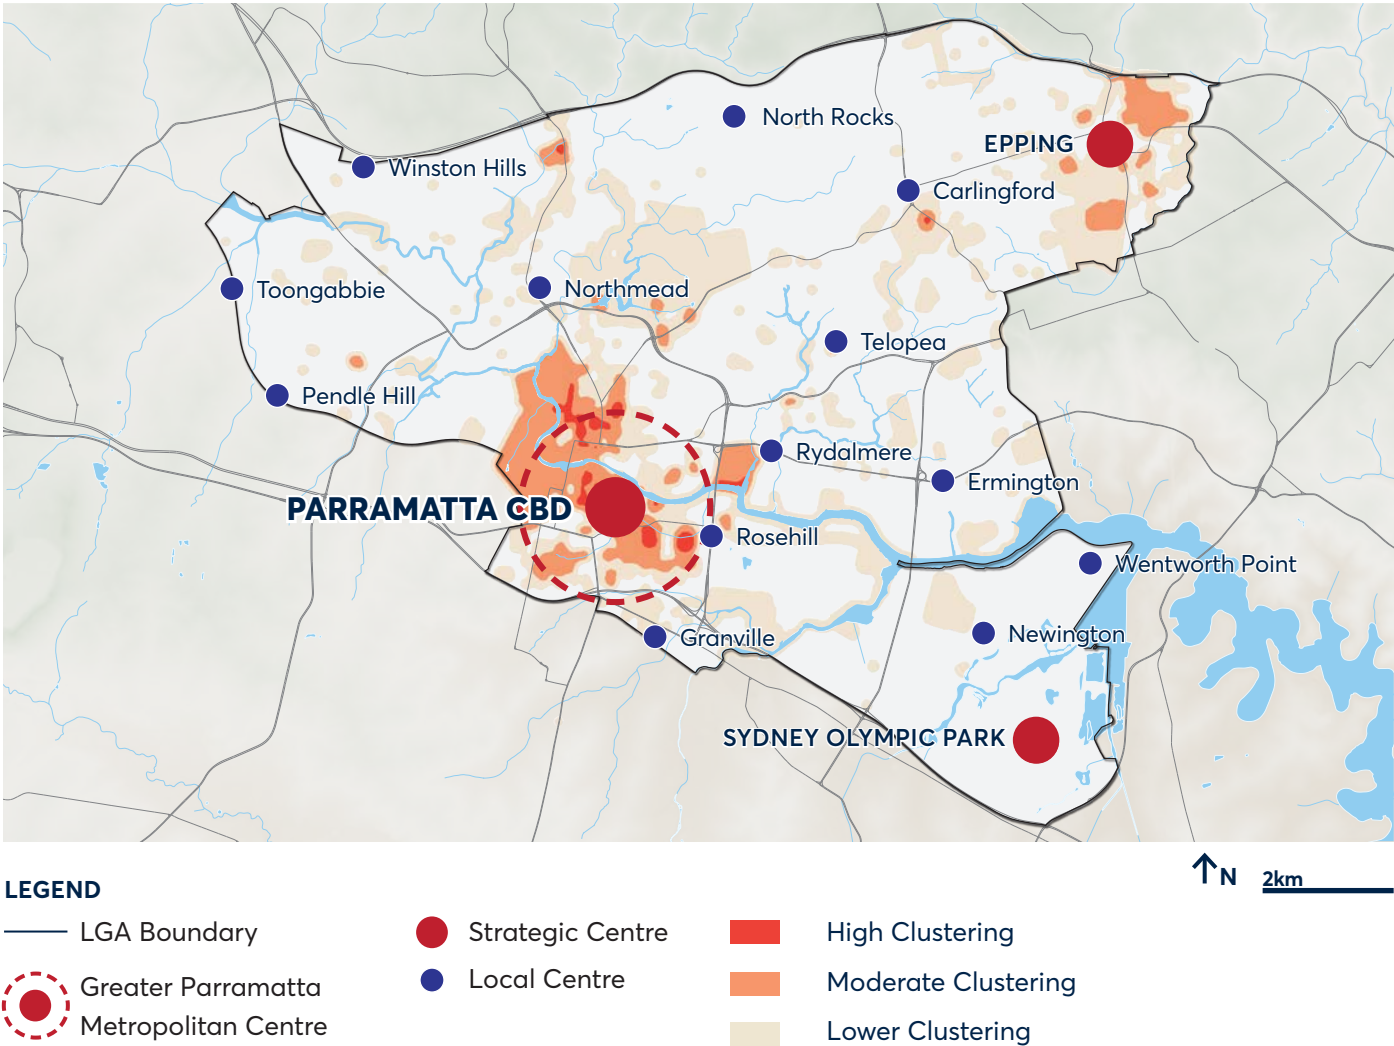 North Rocks
EPPING
Winston Hills
Carlingford
Toongabbie
Northmead
Telopea
Pendle Hill
Rydalmere
Ermington
PARRAMATTA CBD
Rosehill
Wentworth Point
Granville
Newington
SYDNEY OLYMPIC PARK
N
2km
LEGEND
LGA Boundary
Greater Parramatta
Metropolitan Centre
Strategic Centre
Local Centre
High Clustering
Moderate Clustering
Lower Clustering